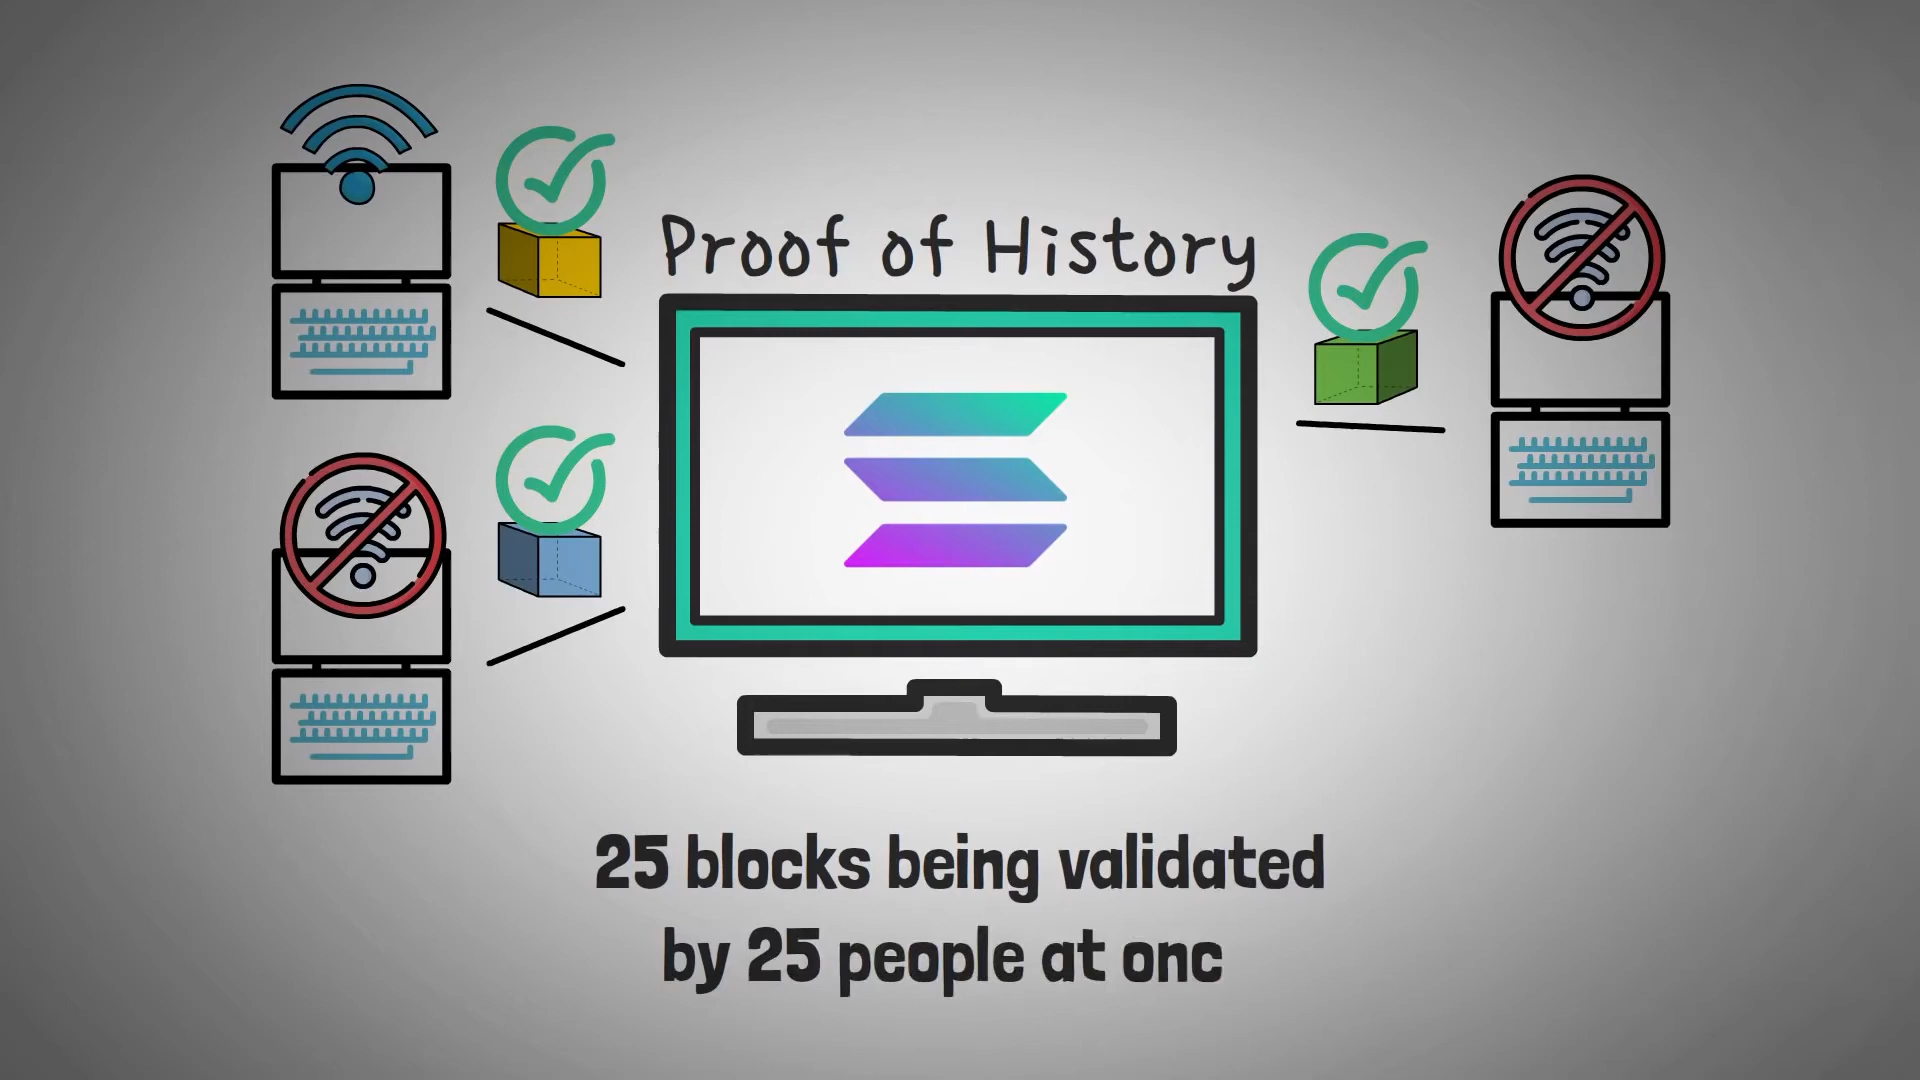 Proof of History
25 blocks being validated
by 25 people at onc